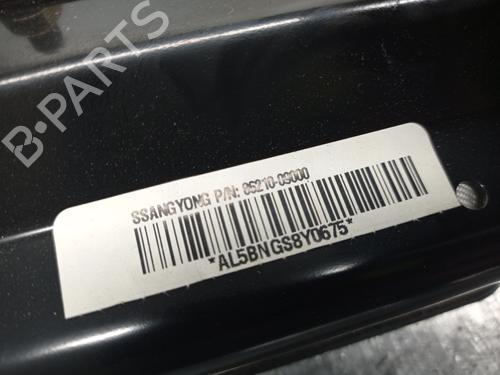 B-PARTS
SSANGYONG P/N: 86210-09000
*AL5BNGS8Y0675*